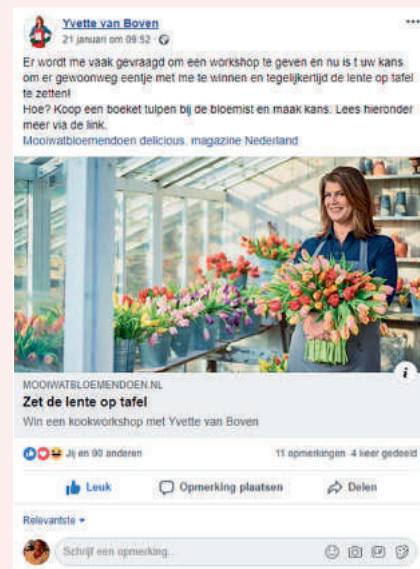 Yvette van Boven
21 januari om 09:52 ·
Er wordt me vaak gevraagd om een workshop te geven en nu is t uw kans
om er gewoonweg eentje met me te winnen en tegelijkertijd de lente op tafel
te zetten!
Hoe? Koop een boeket tulpen bij de bloemist en maak kans. Lees hieronder
meer via de link.
Mooiwatbloemendoen delicious. magazine Nederland
i
MOOIWATBLOEMENDOEN.NL
Zet de lente op tafel
Win een kookworkshop met Yvette van Boven
Jij en 90 anderen 11 opmerkingen 4 keer gedeeld
Leuk Opmerking plaatsen Delen
Relevantste
Schrijf een opmerking...